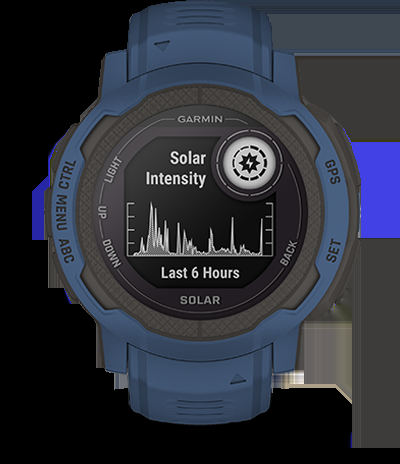 GARMIN
Solar
Intensity
Last 6 Hours
SOLAR
LIGHT
CTRL
UP
MENU
DOWN
ABC
GPS
BACK
SET